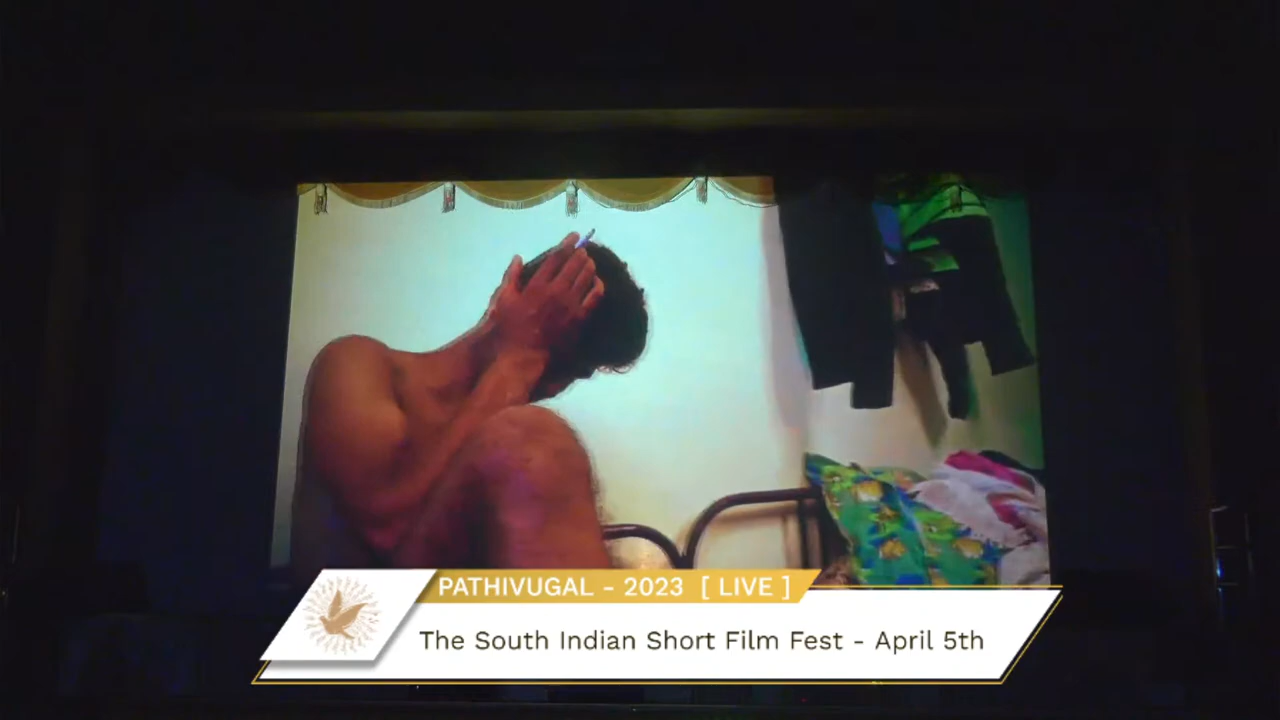 PATHIVUGAL - 2023 [ LIVE ]
The South Indian Short Film Fest - April 5th